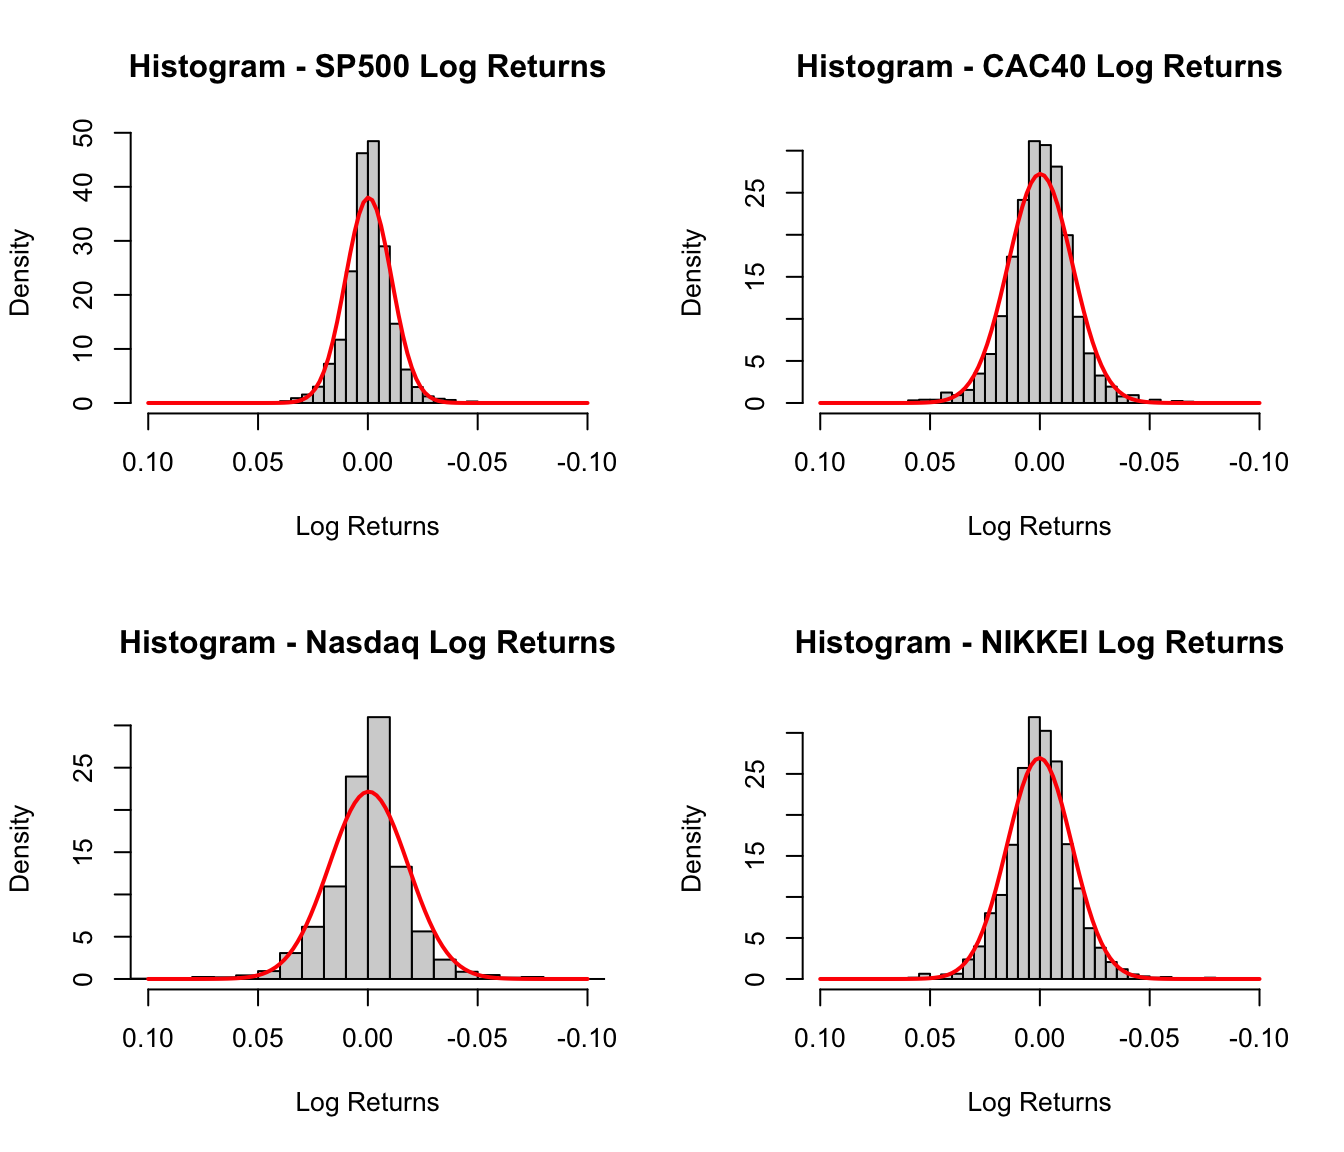 Histogram - SP500 Log Returns
Density
50
40
30
20
10
0
0.10 0.05 0.00 -0.05 -0.10
Log Returns
Histogram - CAC40 Log Returns
Density
25
15
5
0
0.10 0.05 0.00 -0.05 -0.10
Log Returns
Histogram - Nasdaq Log Returns
Density
25
15
5
0
0.10 0.05 0.00 -0.05 -0.10
Log Returns
Histogram - NIKKEI Log Returns
Density
25
15
5
0
0.10 0.05 0.00 -0.05 -0.10
Log Returns